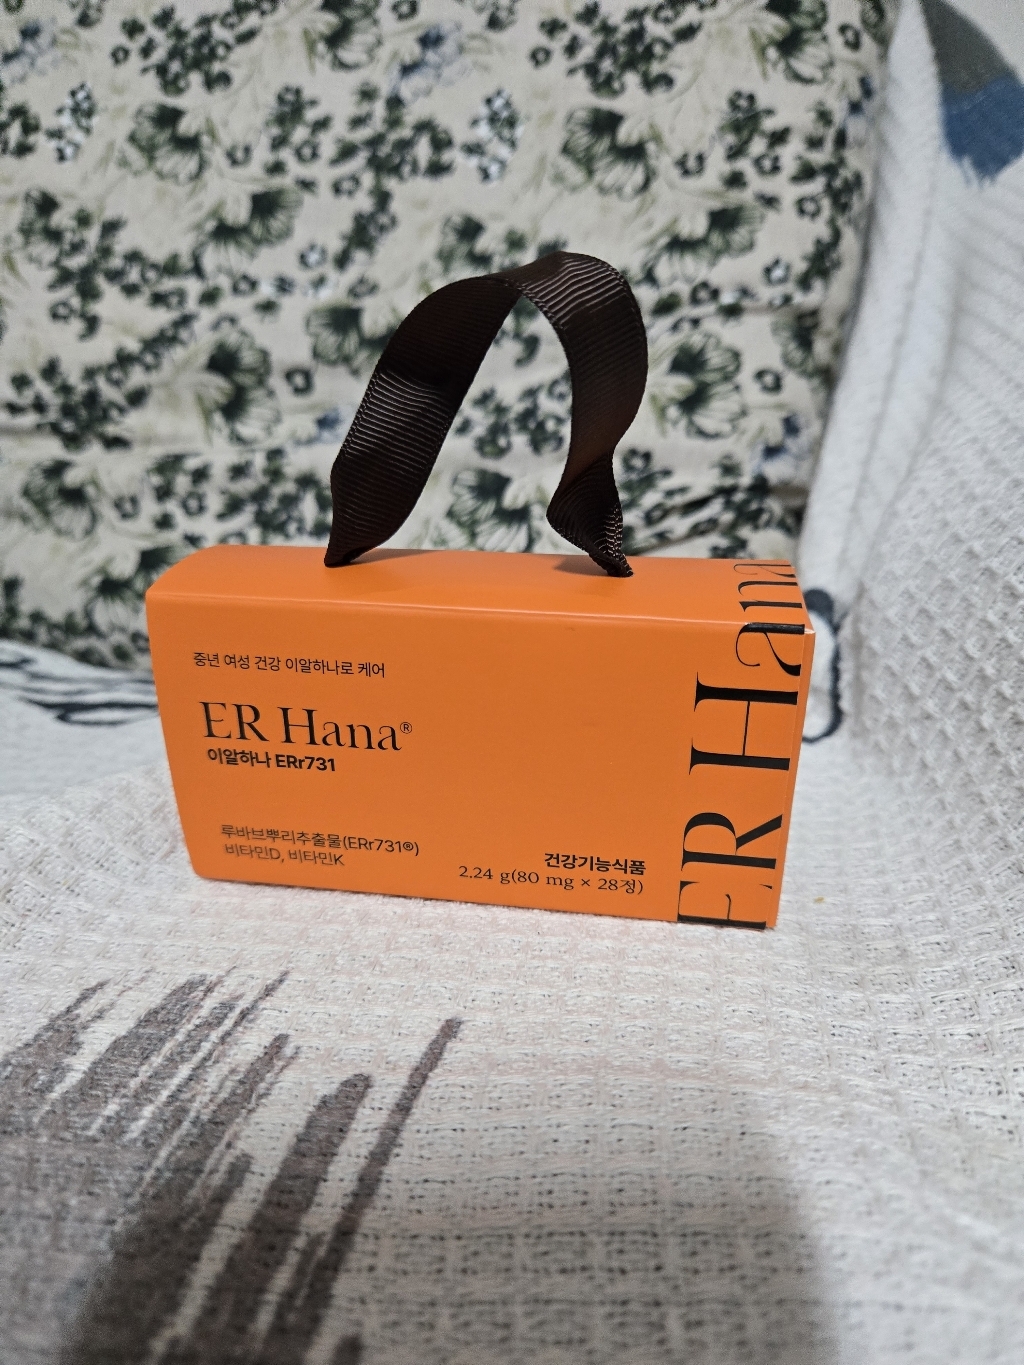 중년 여성 건강 이알하나로 케어
ER Hana®
이알하나 ERr731
루바브뿌리추출물(ERr731®)
비타민D, 비타민K
건강기능식품
2.24 g(80 mg × 28정)
ER Hana